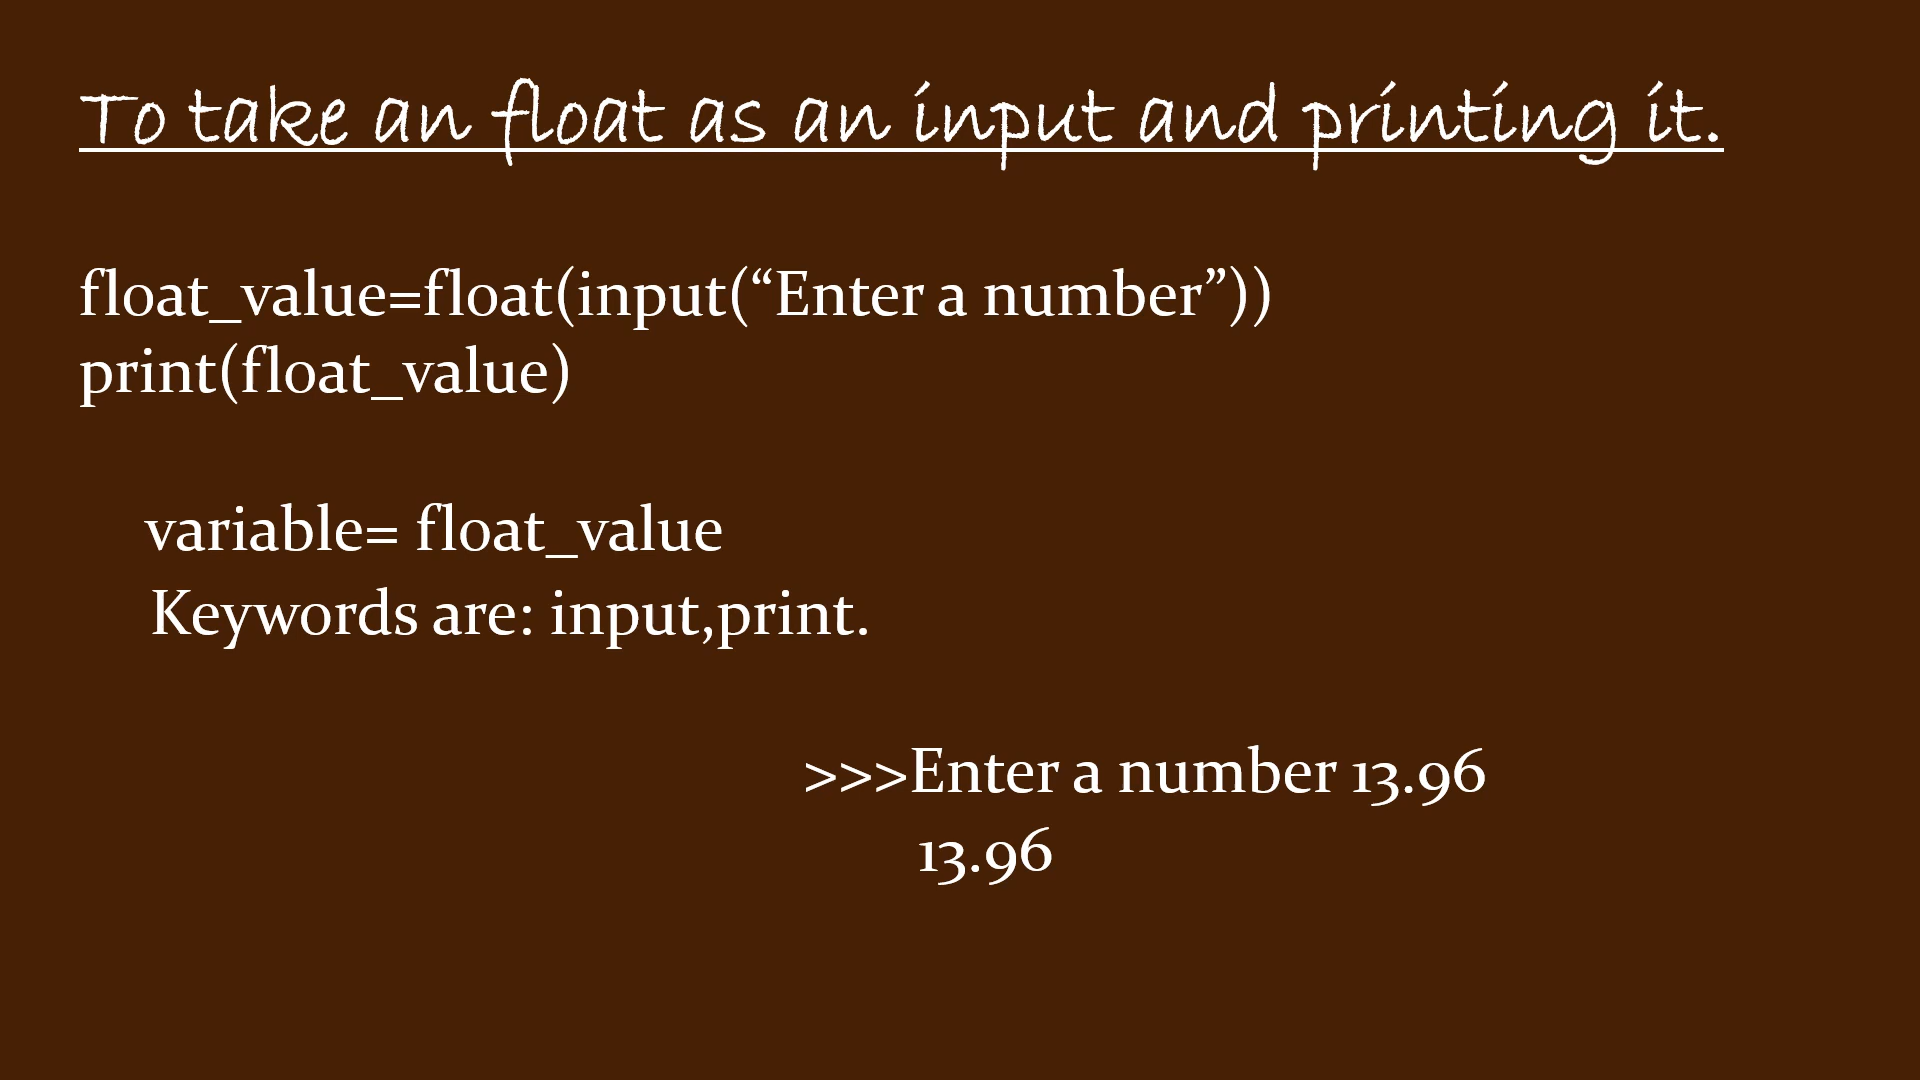 To take an float as an input and printing it.
float_value=float(input(“Enter a number”))
print(float_value)
variable= float_value
Keywords are: input,print.
>>>Enter a number 13.96
13.96